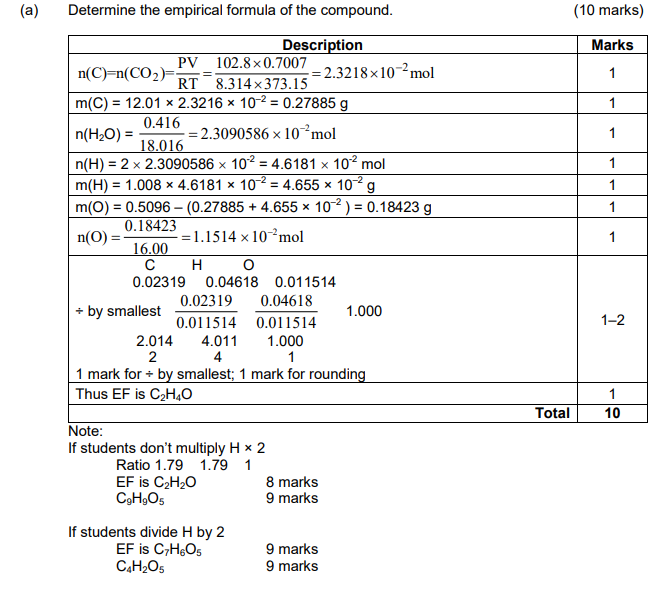 (a) Determine the empirical formula of the compound. (10 marks)
Description Marks
n(C)=n(CO₂)= PV/RT = 102.8×0.7007/8.314×373.15 = 2.3218×10⁻² mol 1
m(C) = 12.01 × 2.3216 × 10⁻² = 0.27885 g 1
n(H₂O) = 0.416/18.016 = 2.3090586 × 10⁻² mol 1
n(H) = 2 × 2.3090586 × 10⁻² = 4.6181 × 10⁻² mol 1
m(H) = 1.008 × 4.6181 × 10⁻² = 4.655 × 10⁻² g 1
m(O) = 0.5096 – (0.27885 + 4.655 × 10⁻² ) = 0.18423 g 1
n(O) = 0.18423/16.00 = 1.1514 × 10⁻² mol 1
C H O
0.02319 0.04618 0.011514
÷ by smallest 0.02319/0.011514 0.04618/0.011514 1.000
1–2
2.014 4.011 1.000
2 4 1
1 mark for ÷ by smallest; 1 mark for rounding
Thus EF is C₂H₄O 1
Total 10
Note:
If students don’t multiply H × 2
Ratio 1.79 1.79 1
EF is C₂H₂O 8 marks
C₉H₉O₅ 9 marks
If students divide H by 2
EF is C₇H₆O₅ 9 marks
C₄H₂O₅ 9 marks